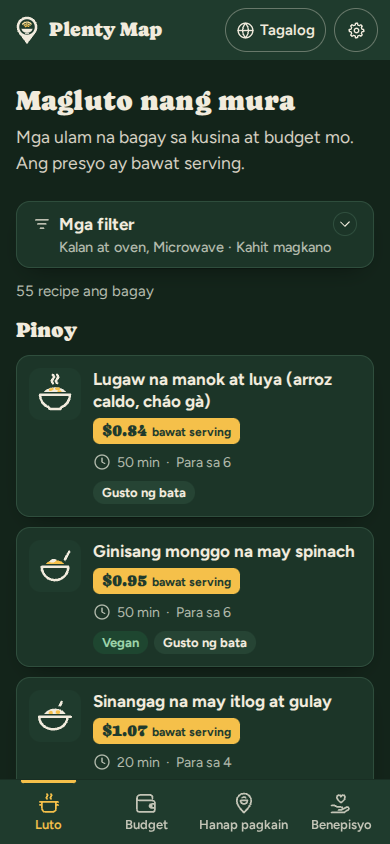 Plenty Map
Tagalog
Magluto nang mura
Mga ulam na bagay sa kusina at budget mo.
Ang presyo ay bawat serving.
Mga filter
Kalan at oven, Microwave · Kahit magkano
55 recipe ang bagay
Pinoy
Lugaw na manok at luya (arroz
caldo, cháo gà)
$0.84 bawat serving
50 min · Para sa 6
Gusto ng bata
Ginisang monggo na may spinach
$0.95 bawat serving
50 min · Para sa 6
Vegan Gusto ng bata
Sinangag na may itlog at gulay
$1.07 bawat serving
20 min · Para sa 4
Luto Budget Hanap pagkain Benepisyo